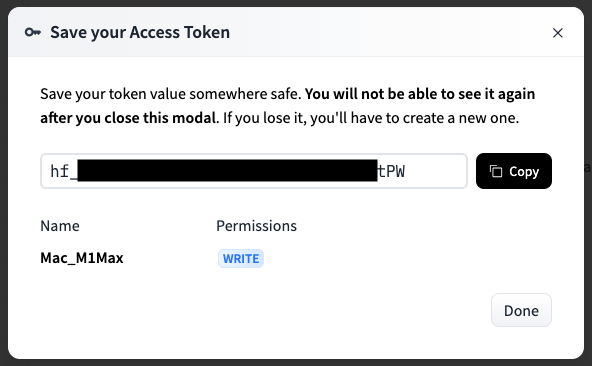 Save your Access Token
Save your token value somewhere safe. You will not be able to see it again
after you close this modal. If you lose it, you'll have to create a new one.
hf_ tPW
Copy
Name Permissions
Mac_M1Max WRITE
Done